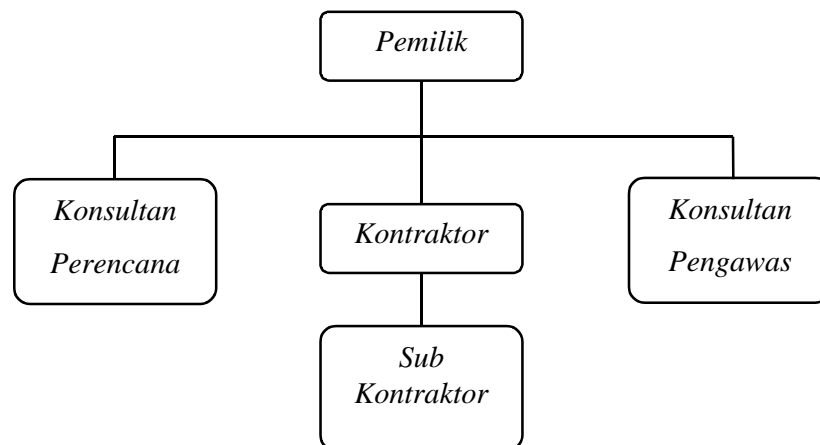 Pemilik
Konsultan
Perencana
Kontraktor
Konsultan
Pengawas
Sub
Kontraktor